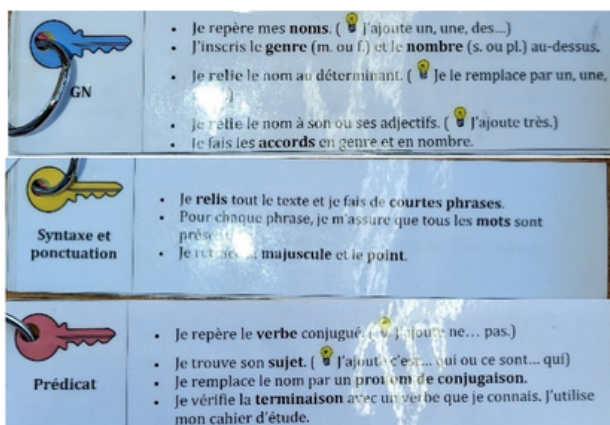 GN
• Je repère mes noms. ( J'ajoute un, une, des...)
• J'inscris le genre (m. ou f.) et le nombre (s. ou pl.) au-dessus.
• Je relie le nom au déterminant. ( Je le remplace par un, une,
)
• Je relie le nom à son ou ses adjectifs. ( J'ajoute très.)
• Je fais les accords en genre et en nombre.
Syntaxe et
ponctuation
• Je relis tout le texte et je fais de courtes phrases.
• Pour chaque phrase, je m'assure que tous les mots sont
• Je majuscule et le point.
Prédicat
• Je repère le verbe conjugué. ( J'ajoute ne... pas.)
• Je trouve son sujet. ( J'ajoute c'est... qui ou ce sont... qui)
• Je remplace le nom par un pronom de conjugaison.
• Je vérifie la terminaison avec un verbe que je connais. J'utilise
mon cahier d'étude.